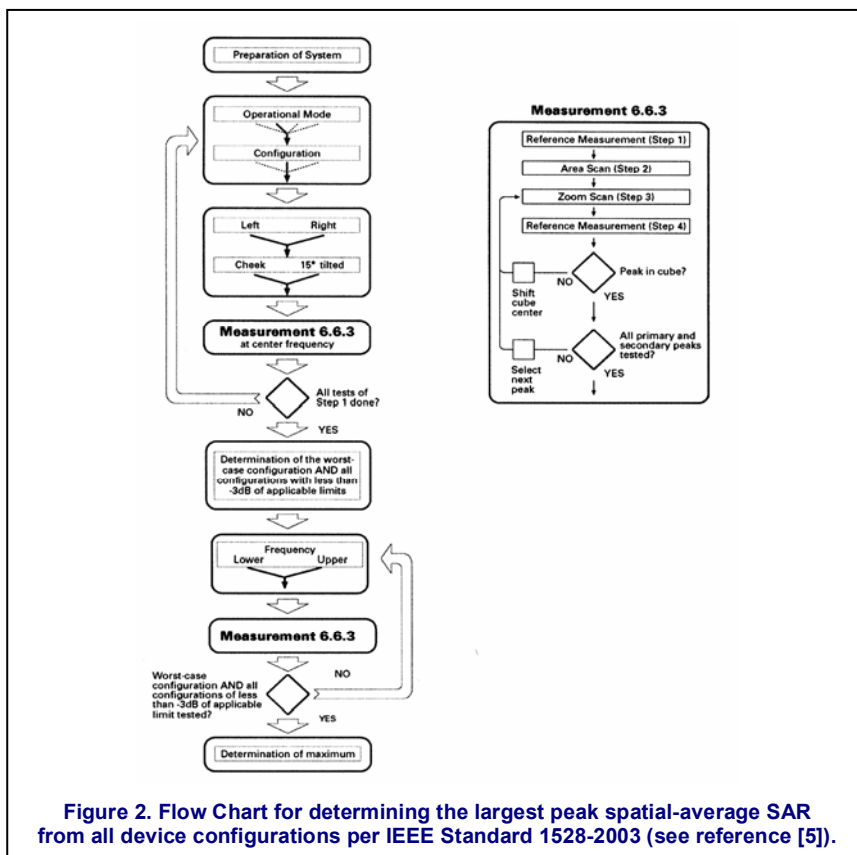 Preparation of System
Operational Mode
Configuration
Left Right
Cheek 15° tilted
Measurement 6.6.3
at center frequency
All tests of
Step 1 done?
NO
YES
Determination of the worst-
case configuration AND all
configurations with less than
-3dB of applicable limits
Frequency
Lower Upper
Measurement 6.6.3
Worst-case
configuration AND all
configurations of less
than -3dB of applicable
limit tested?
NO
YES
Determination of maximum
Measurement 6.6.3
Reference Measurement (Step 1)
Area Scan (Step 2)
Zoom Scan (Step 3)
Reference Measurement (Step 4)
Peak in cube?
NO
YES
Shift
cube
center
All primary and
secondary peaks
tested?
NO
YES
Select
next
peak
Figure 2. Flow Chart for determining the largest peak spatial-average SAR
from all device configurations per IEEE Standard 1528-2003 (see reference [5]).